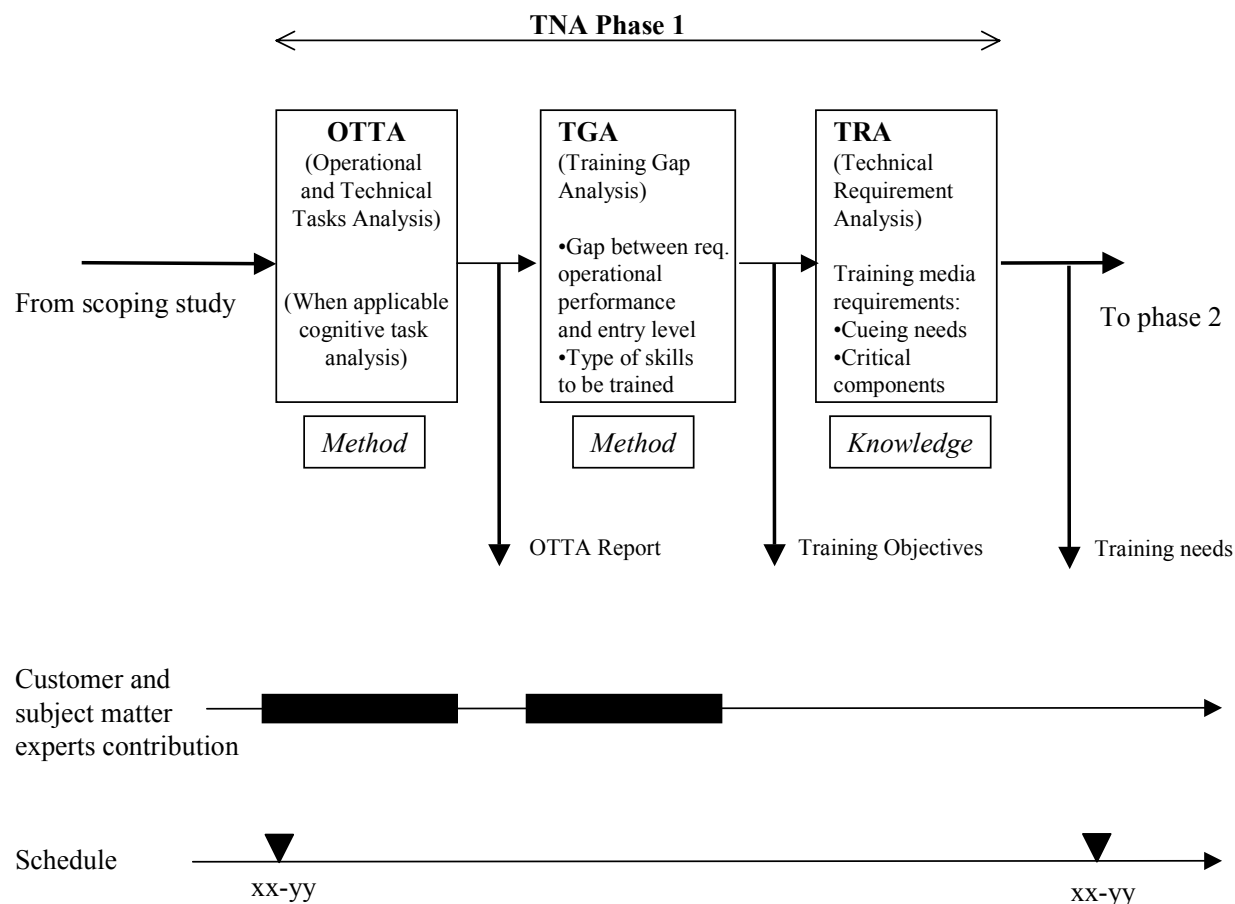 TNA Phase 1
OTTA
(Operational
and Technical
Tasks Analysis)
(When applicable
cognitive task
analysis)
Method
TGA
(Training Gap
Analysis)
•Gap between req.
operational
performance
and entry level
•Type of skills
to be trained
Method
TRA
(Technical
Requirement
Analysis)
Training media
requirements:
•Cueing needs
•Critical
components
Knowledge
From scoping study
To phase 2
OTTA Report
Training Objectives
Training needs
Customer and
subject matter
experts contribution
Schedule
xx-yy
xx-yy